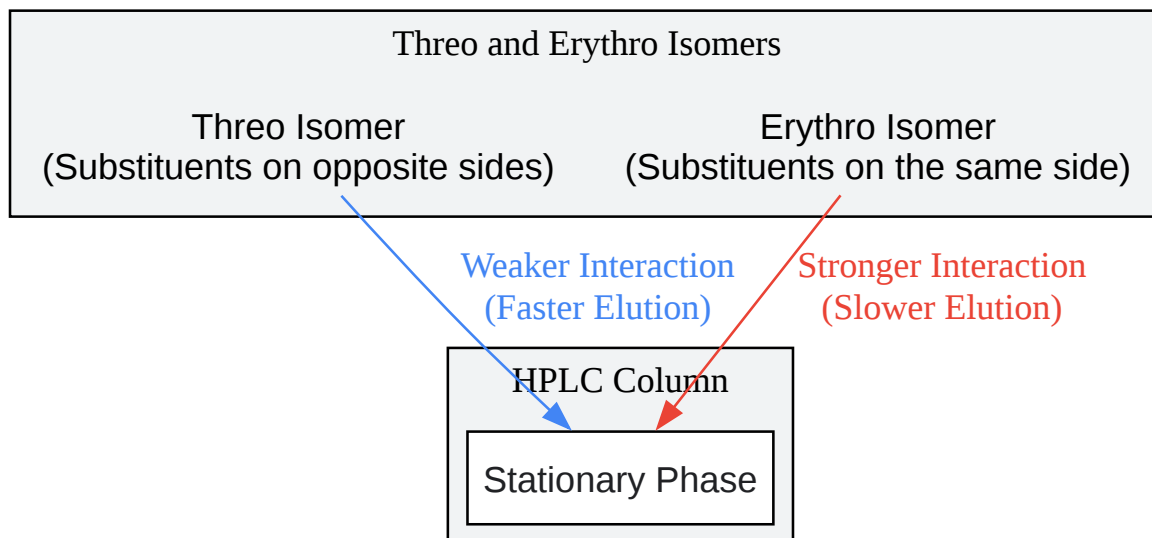 Threo and Erythro Isomers
Threo Isomer
(Substituents on opposite sides)
Erythro Isomer
(Substituents on the same side)
Weaker Interaction
(Faster Elution)
Stronger Interaction
(Slower Elution)
HPLC Column
Stationary Phase